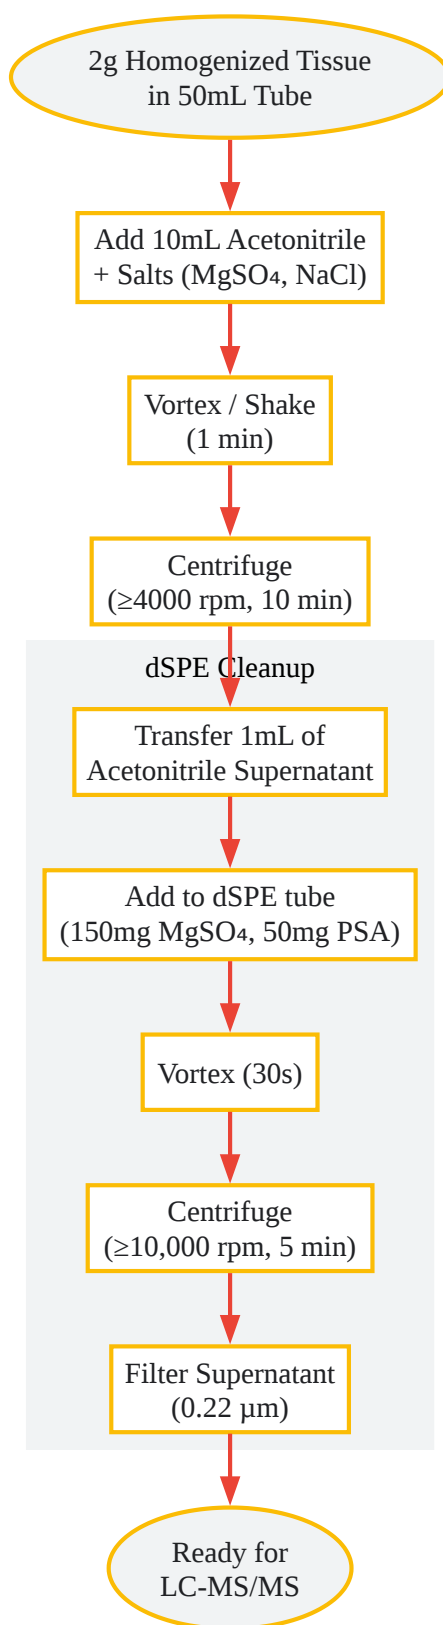 2g Homogenized Tissue
in 50mL Tube
Add 10mL Acetonitrile
+ Salts (MgSO₄, NaCl)
Vortex / Shake
(1 min)
Centrifuge
(≥4000 rpm, 10 min)
dSPE Cleanup
Transfer 1mL of
Acetonitrile Supernatant
Add to dSPE tube
(150mg MgSO₄, 50mg PSA)
Vortex (30s)
Centrifuge
(≥10,000 rpm, 5 min)
Filter Supernatant
(0.22 µm)
Ready for
LC-MS/MS